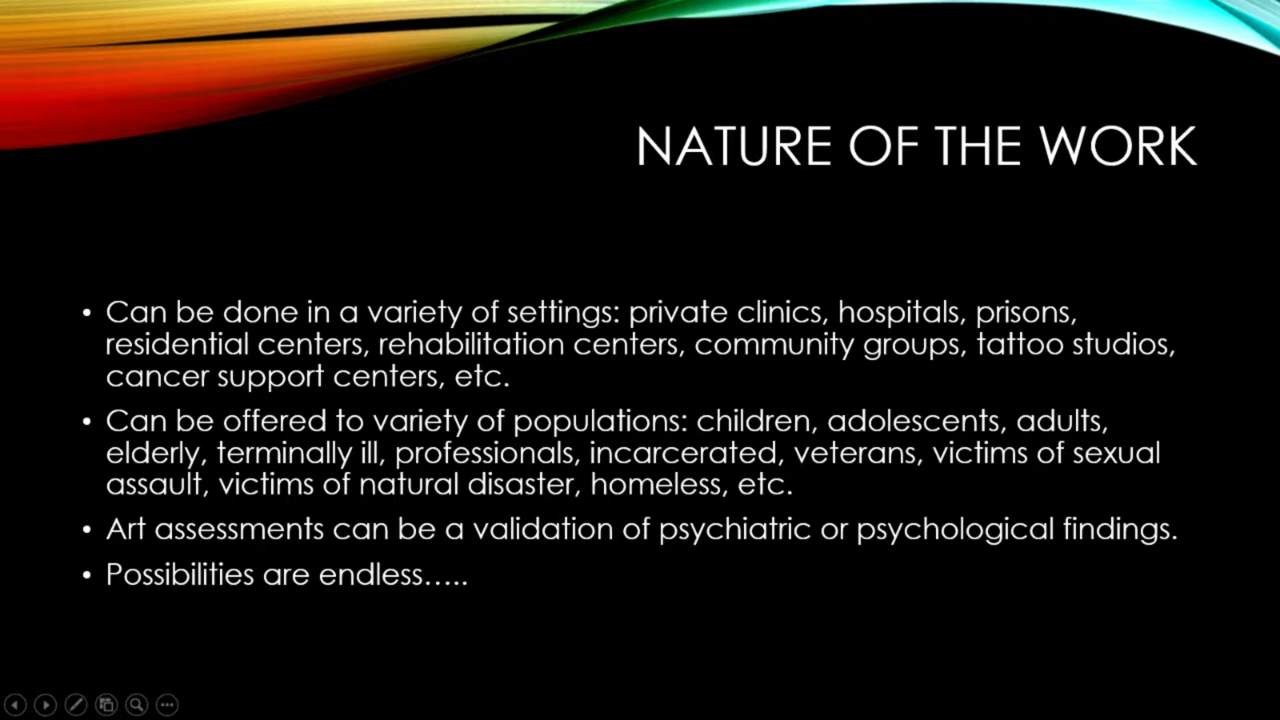 NATURE OF THE WORK
• Can be done in a variety of settings: private clinics, hospitals, prisons,
residential centers, rehabilitation centers, community groups, tattoo studios,
cancer support centers, etc.
• Can be offered to variety of populations: children, adolescents, adults,
elderly, terminally ill, professionals, incarcerated, veterans, victims of sexual
assault, victims of natural disaster, homeless, etc.
• Art assessments can be a validation of psychiatric or psychological findings.
• Possibilities are endless…..